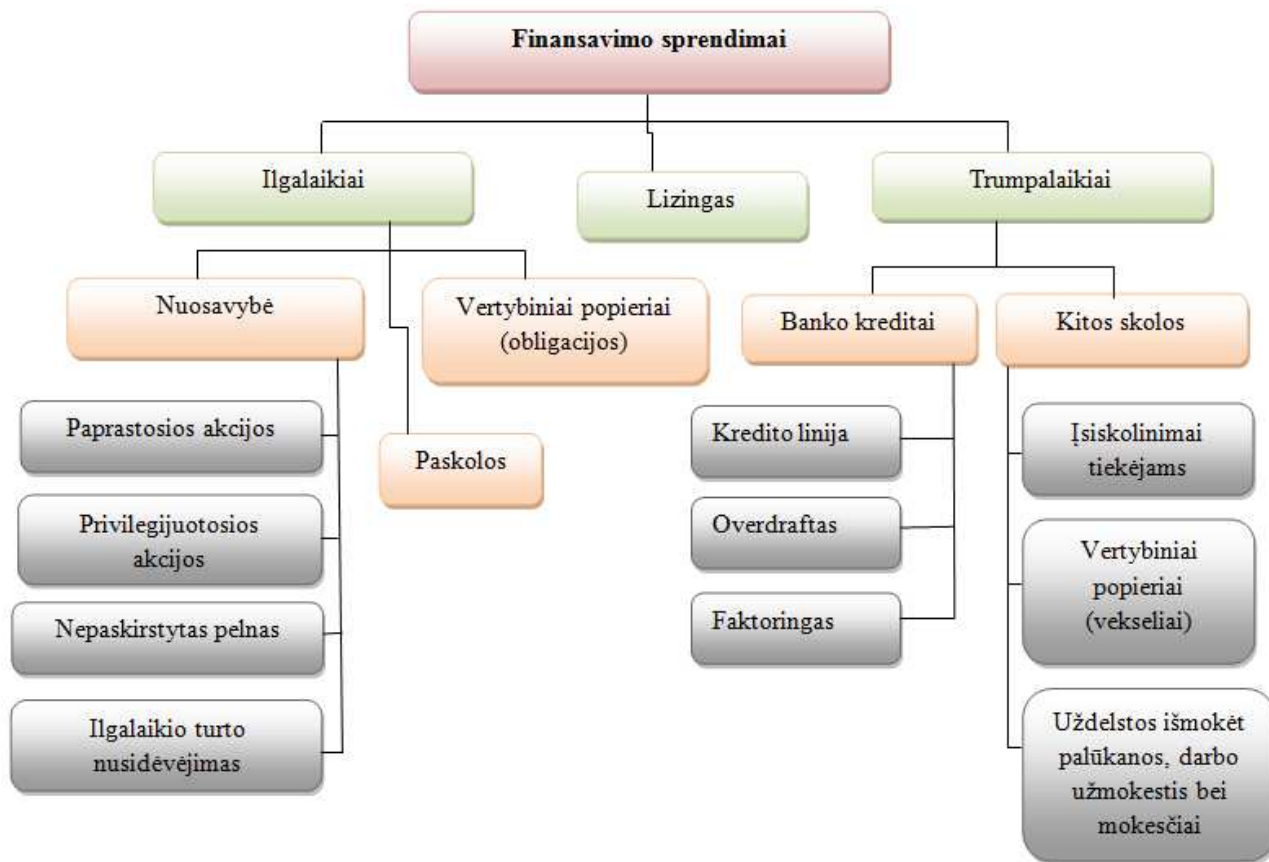 Finansavimo sprendimai
Ilgalaikiai
Lizingas
Trumpalaikiai
Nuosavybė
Vertybiniai popieriai
(obligacijos)
Banko kreditai
Kitos skolos
Paprastosios akcijos
Paskolos
Kredito linija
Įsiskolinimai
tiekėjams
Privilegijuotosios
akcijos
Overdraftas
Vertybiniai
popieriai
(vekseliai)
Nepaskirstytas pelnas
Faktoringas
Ilgalaikio turto
nusidėvėjimas
Uždelstos išmokėt
palūkanos, darbo
užmokestis bei
mokesčiai